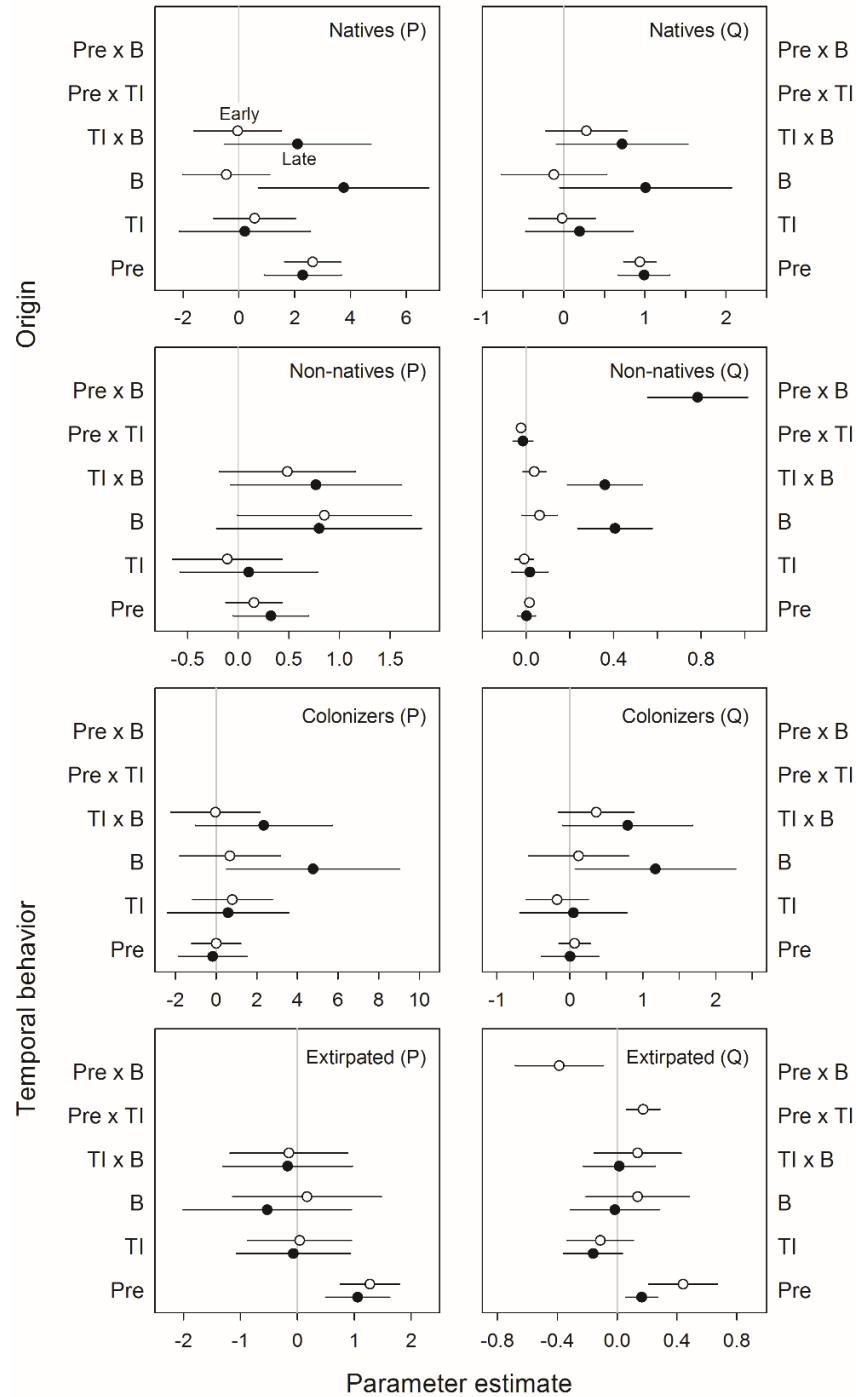 Natives (P)
Pre x B
Pre x TI
TI x B
B
TI
Pre
Early
Late
-2 0 2 4 6
Natives (Q)
Pre x B
Pre x TI
TI x B
B
TI
Pre
-1 0 1 2
Origin
Non-natives (P)
Pre x B
Pre x TI
TI x B
B
TI
Pre
-0.5 0.0 0.5 1.0 1.5
Non-natives (Q)
Pre x B
Pre x TI
TI x B
B
TI
Pre
0.0 0.4 0.8
Colonizers (P)
Pre x B
Pre x TI
TI x B
B
TI
Pre
-2 0 2 4 6 8 10
Colonizers (Q)
Pre x B
Pre x TI
TI x B
B
TI
Pre
-1 0 1 2
Temporal behavior
Extirpated (P)
Pre x B
Pre x TI
TI x B
B
TI
Pre
-2 -1 0 1 2
Extirpated (Q)
Pre x B
Pre x TI
TI x B
B
TI
Pre
-0.8 -0.4 0.0 0.4 0.8
Parameter estimate